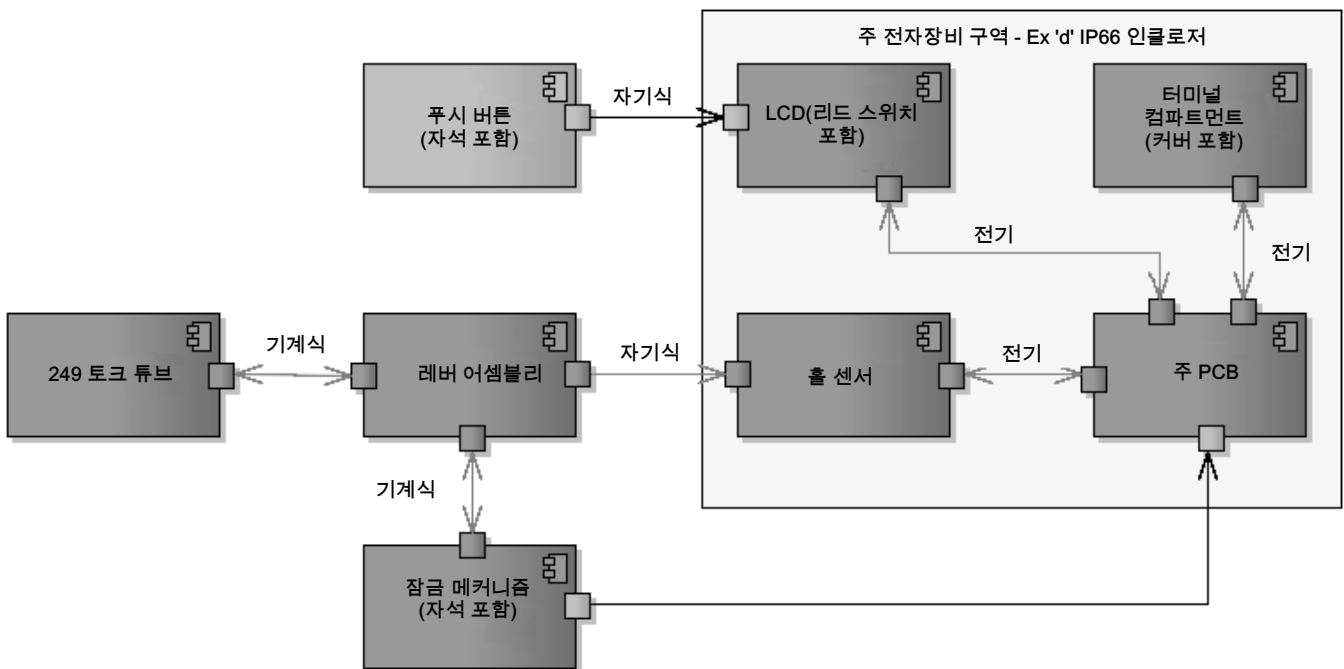 주 전자장비 구역 - Ex 'd' IP66 인클로저
푸시 버튼
(자석 포함)
자기식
LCD(리드 스위치
포함)
터미널
컴파트먼트
(커버 포함)
전기
전기
249 토크 튜브
기계식
레버 어셈블리
자기식
홀 센서
전기
주 PCB
기계식
잠금 메커니즘
(자석 포함)